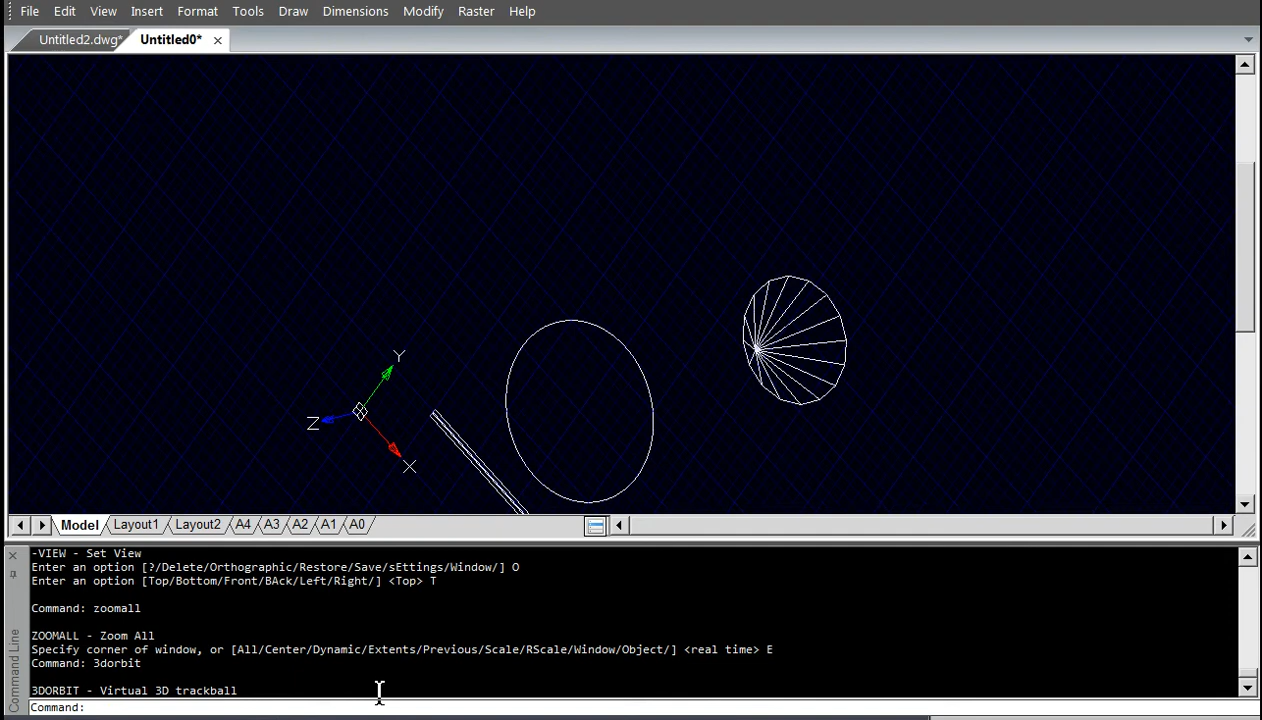 File Edit View Insert Format Tools Draw Dimensions Modify Raster Help
Untitled2.dwg* Untitled0*
Y
Z
X
Model Layout1 Layout2 A4 A3 A2 A1 A0
-VIEW - Set View
Enter an option [?/Delete/Orthographic/Restore/Save/sEttings/Window/] O
Enter an option [Top/Bottom/Front/BAck/Left/Right/] <Top> T
Command: zoomall
ZOOMALL - Zoom All
Specify corner of window, or [All/Center/Dynamic/Extents/Previous/Scale/RScale/Window/Object/] <real time> E
Command: 3dorbit
3DORBIT - Virtual 3D trackball
Command:
Command Line